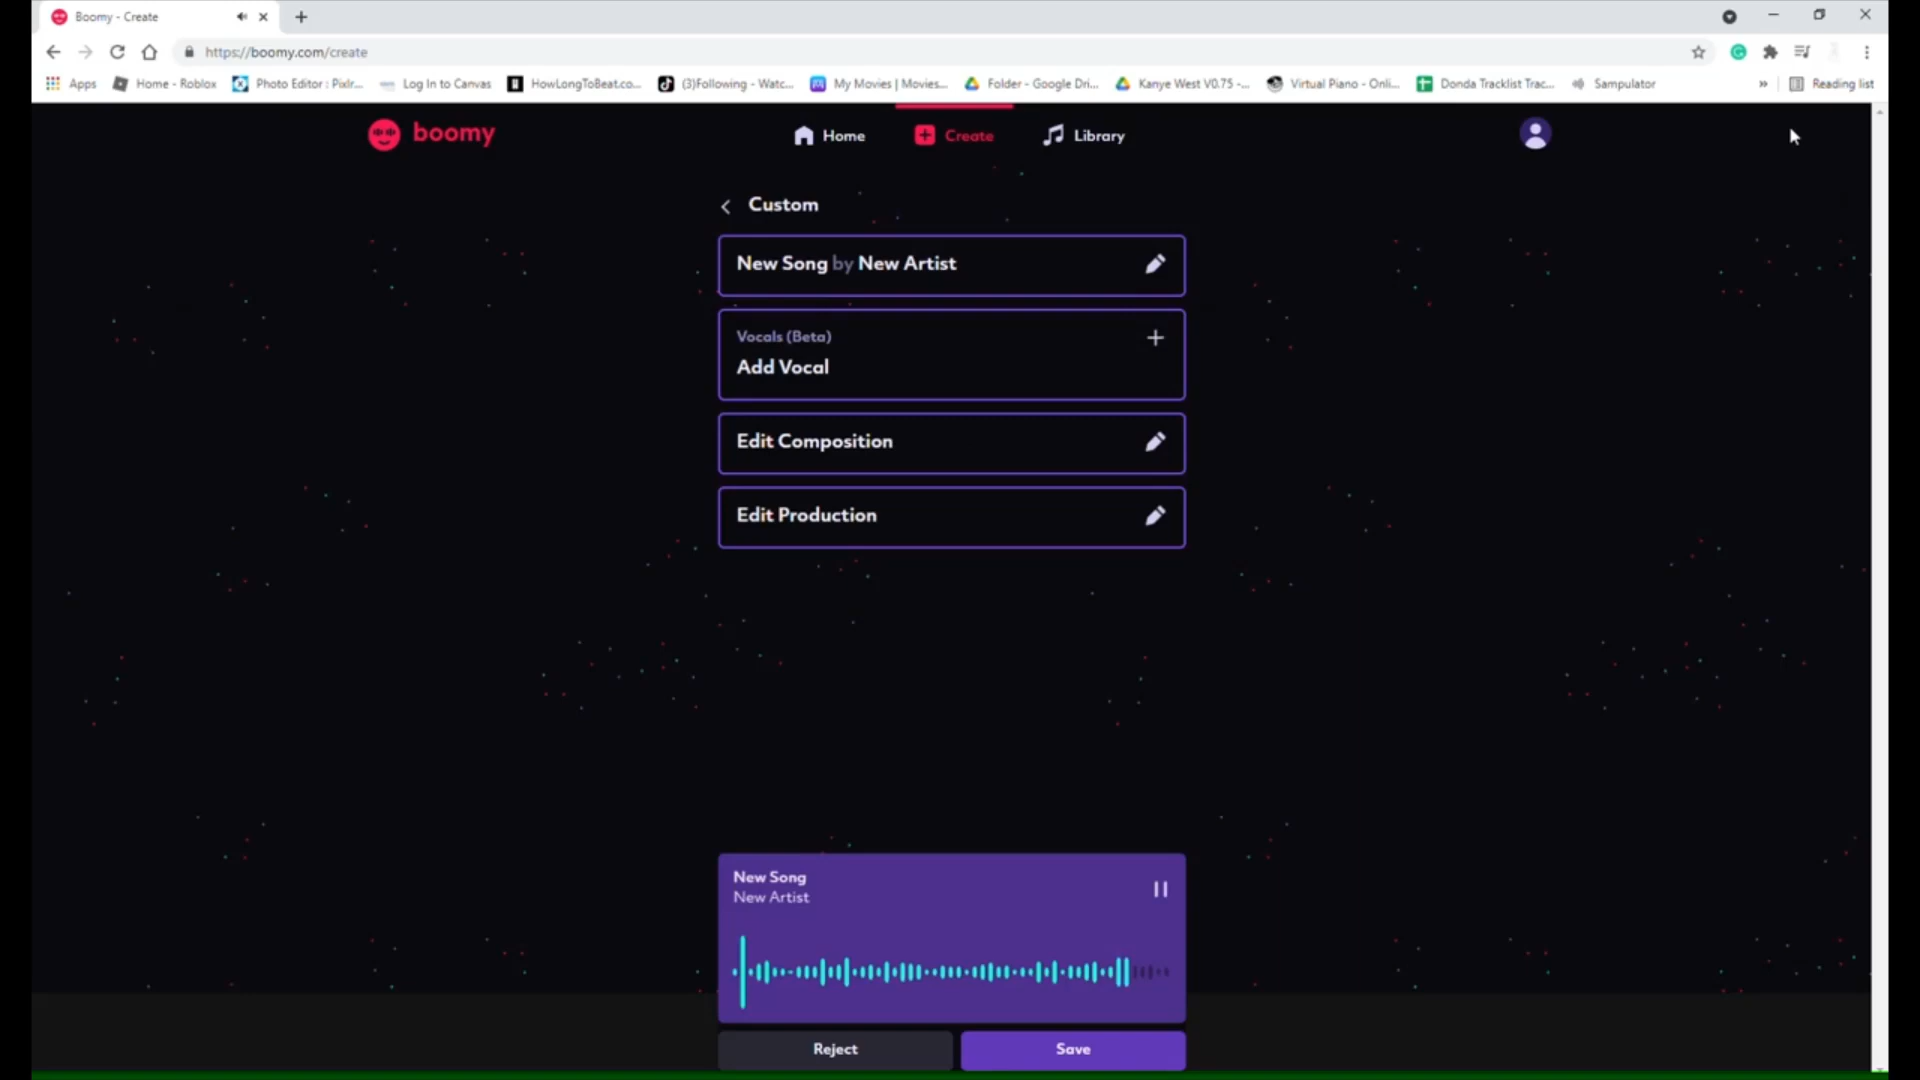 Boomy - Create
https://boomy.com/create
Apps Home - Roblox Photo Editor : Pixlr... Log In to Canvas HowLongToBeat.co... (3)Following - Watc... My Movies | Movies... Folder - Google Dri... Kanye West V0.75 -... Virtual Piano - Onli... Donda Tracklist Trac... Sampulator » Reading list
boomy Home Create Library
Custom
New Song by New Artist
Vocals (Beta)
Add Vocal
Edit Composition
Edit Production
New Song
New Artist
Reject Save